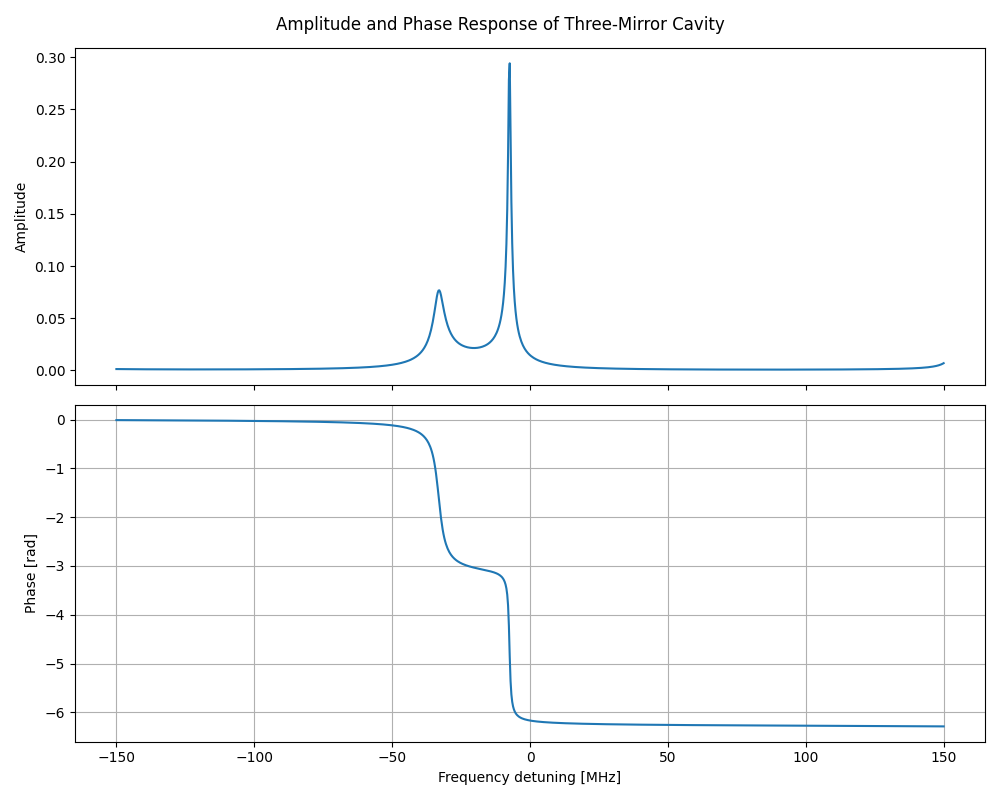 Amplitude and Phase Response of Three-Mirror Cavity
0.30
0.25
0.20
0.15
0.10
0.05
0.00
Amplitude
0
−1
−2
−3
−4
−5
−6
Phase [rad]
−150 −100 −50 0 50 100 150
Frequency detuning [MHz]